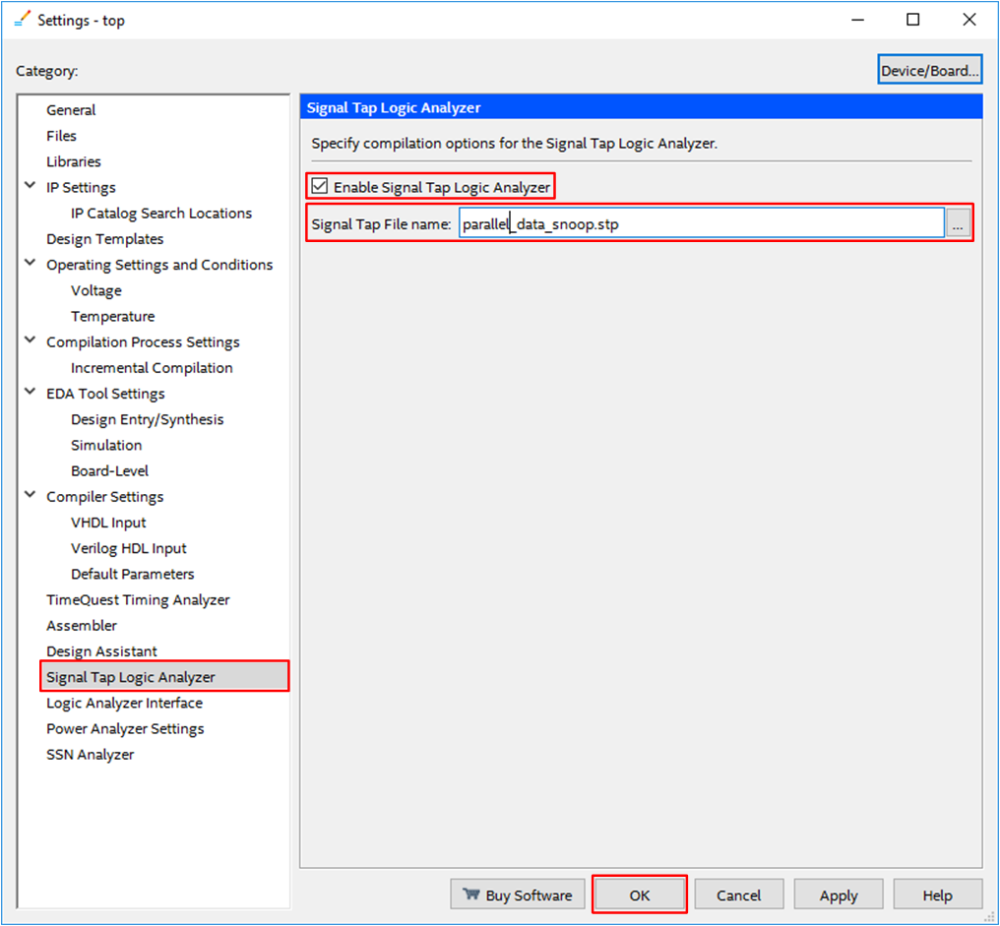 Settings - top
Category:
Device/Board...
General
Files
Libraries
IP Settings
IP Catalog Search Locations
Design Templates
Operating Settings and Conditions
Voltage
Temperature
Compilation Process Settings
Incremental Compilation
EDA Tool Settings
Design Entry/Synthesis
Simulation
Board-Level
Compiler Settings
VHDL Input
Verilog HDL Input
Default Parameters
TimeQuest Timing Analyzer
Assembler
Design Assistant
Signal Tap Logic Analyzer
Logic Analyzer Interface
Power Analyzer Settings
SSN Analyzer
Signal Tap Logic Analyzer
Specify compilation options for the Signal Tap Logic Analyzer.
Enable Signal Tap Logic Analyzer
Signal Tap File name: parallel_data_snoop.stp ...
Buy Software OK Cancel Apply Help